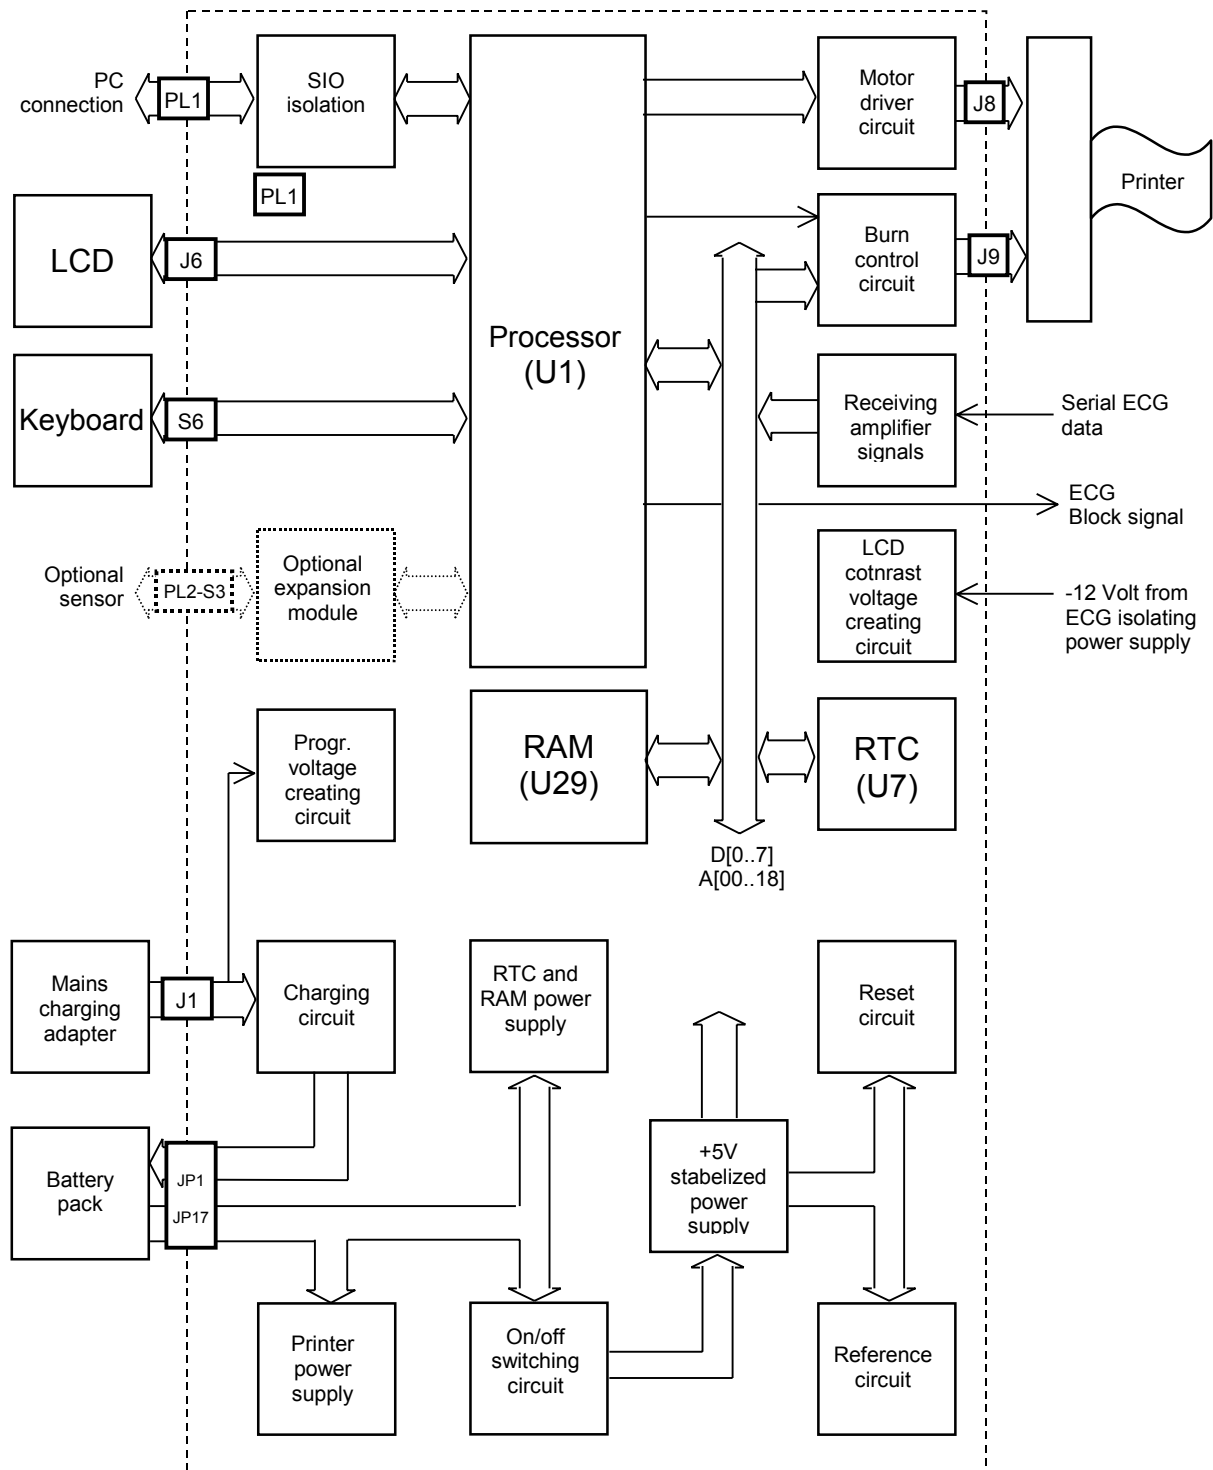 PC
connection
PL1
SIO
isolation
PL1
Processor
(U1)
Motor
driver
circuit
J8
Printer
LCD
J6
Burn
control
circuit
J9
Keyboard
S6
Receiving
amplifier
signals
Serial ECG
data
ECG
Block signal
Optional
sensor
PL2-S3
Optional
expansion
module
LCD
cotnrast
voltage
creating
circuit
-12 Volt from
ECG isolating
power supply
Progr.
voltage
creating
circuit
RAM
(U29)
RTC
(U7)
D[0..7]
A[00..18]
Mains
charging
adapter
J1
Charging
circuit
RTC and
RAM power
supply
Reset
circuit
Battery
pack
JP1
JP17
+5V
stabelized
power
supply
Printer
power
supply
On/off
switching
circuit
Reference
circuit